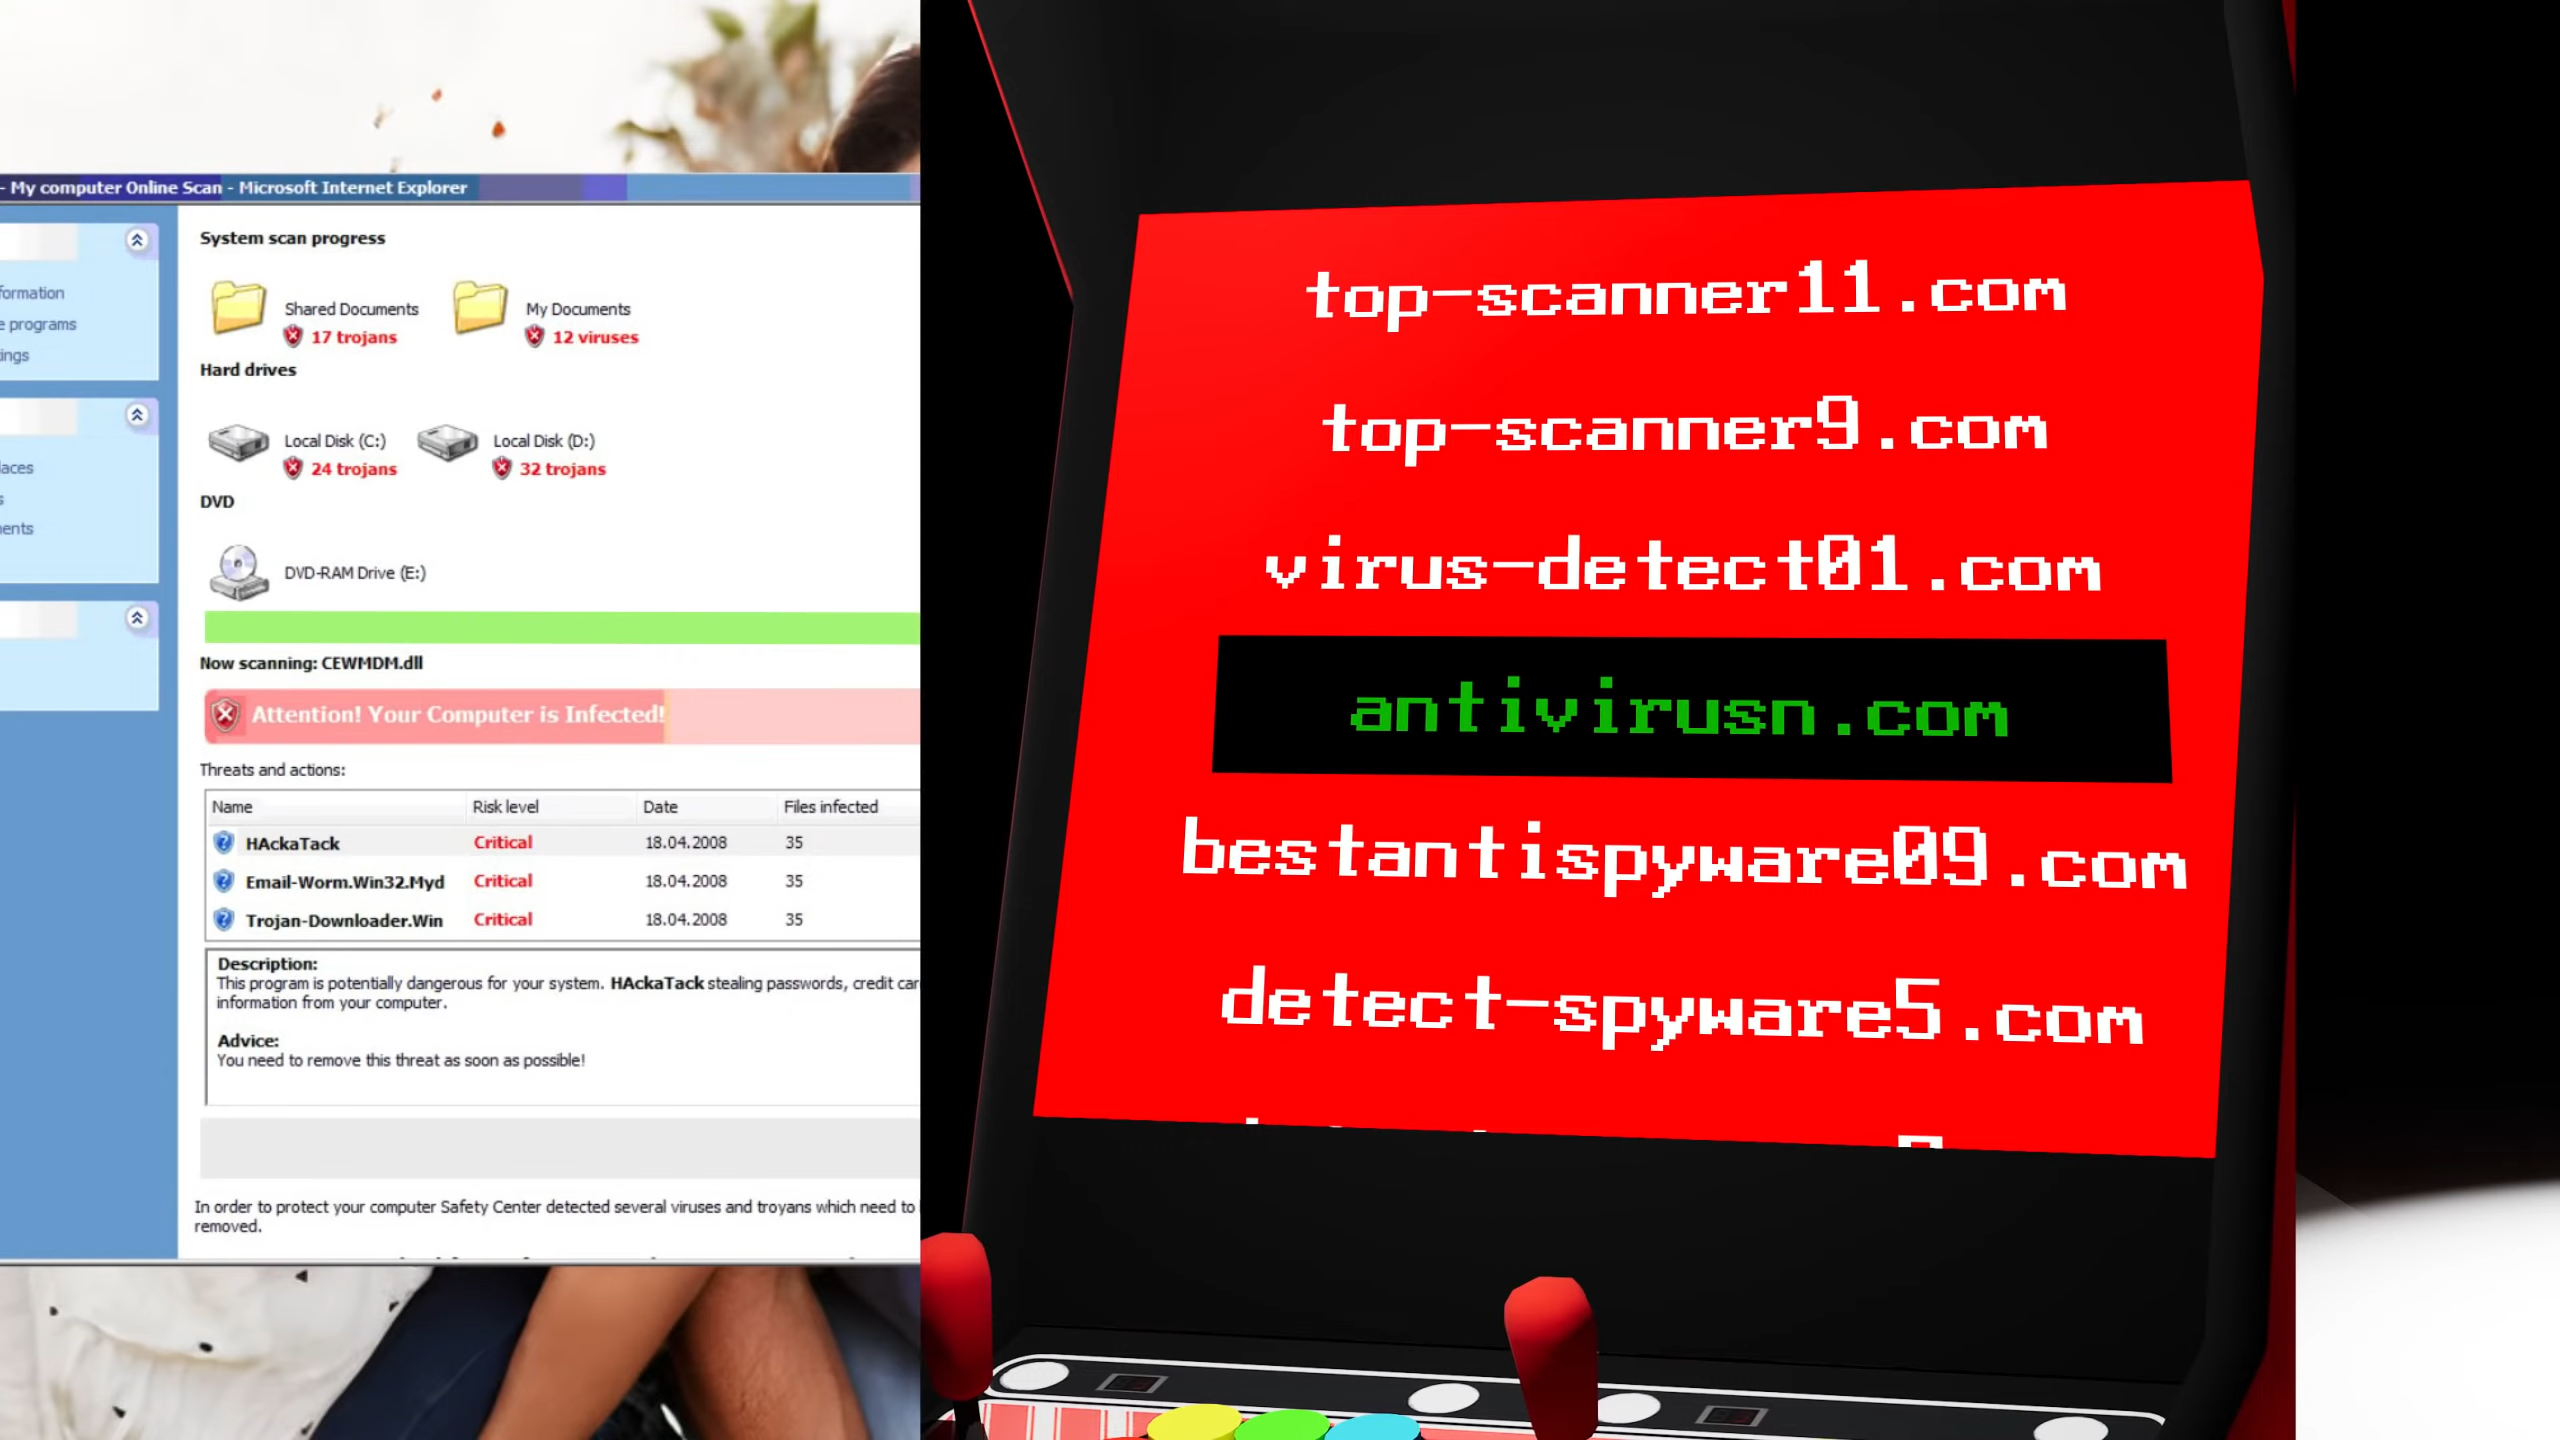 - My computer Online Scan - Microsoft Internet Explorer
formation
e programs
ings
laces
s
ments
System scan progress
Shared Documents
17 trojans
My Documents
12 viruses
Hard drives
Local Disk (C:)
24 trojans
Local Disk (D:)
32 trojans
DVD
DVD-RAM Drive (E:)
Now scanning: CEWMDM.dll
Attention! Your Computer is Infected!
Threats and actions:
Name Risk level Date Files infected
HAckaTack Critical 18.04.2008 35
Email-Worm.Win32.Myd Critical 18.04.2008 35
Trojan-Downloader.Win Critical 18.04.2008 35
Description:
This program is potentially dangerous for your system. HAckaTack stealing passwords, credit car
information from your computer.
Advice:
You need to remove this threat as soon as possible!
In order to protect your computer Safety Center detected several viruses and troyans which need to
removed.
top-scanner11.com
top-scanner9.com
virus-detect01.com
antivirusn.com
bestantispyware09.com
detect-spyware5.com